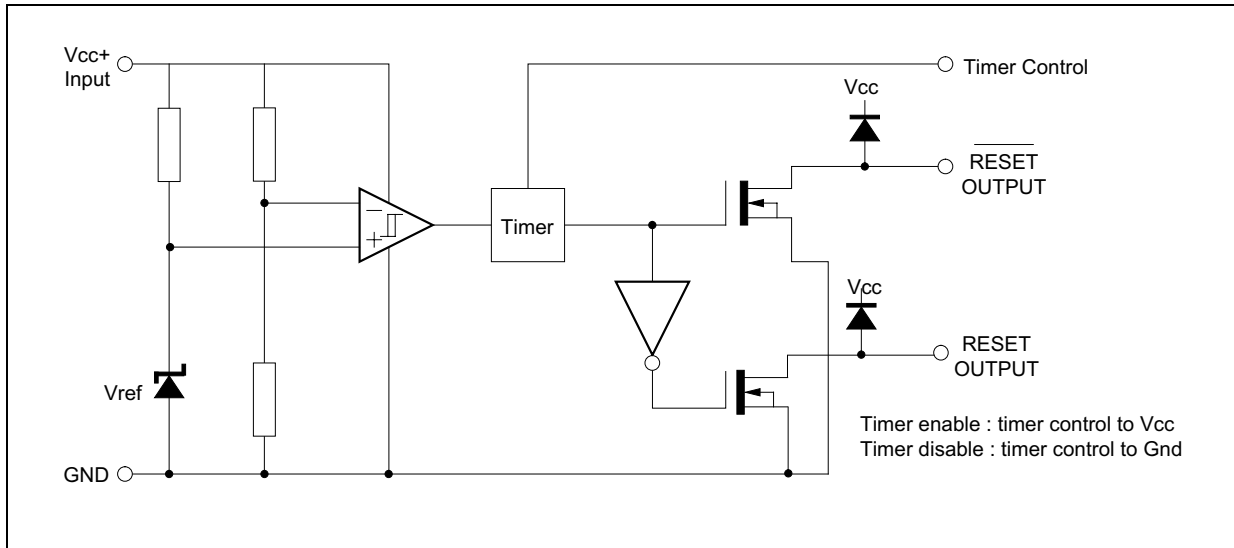 Vcc+
Input
Timer Control
Vcc
RESET
OUTPUT
−
+
Timer
Vcc
RESET
OUTPUT
Vref
Timer enable : timer control to Vcc
Timer disable : timer control to Gnd
GND